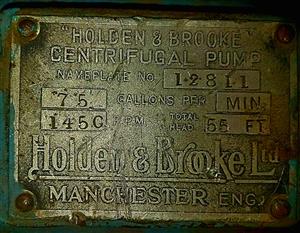 "HOLDEN & BROOKE"
CENTRIFUGAL PUMP
NAMEPLATE NO. 12811
75 GALLONS PER MIN.
1450 R.P.M. TOTAL HEAD. 55 FT
Holden & Brooke Ltd
MANCHESTER ENG.